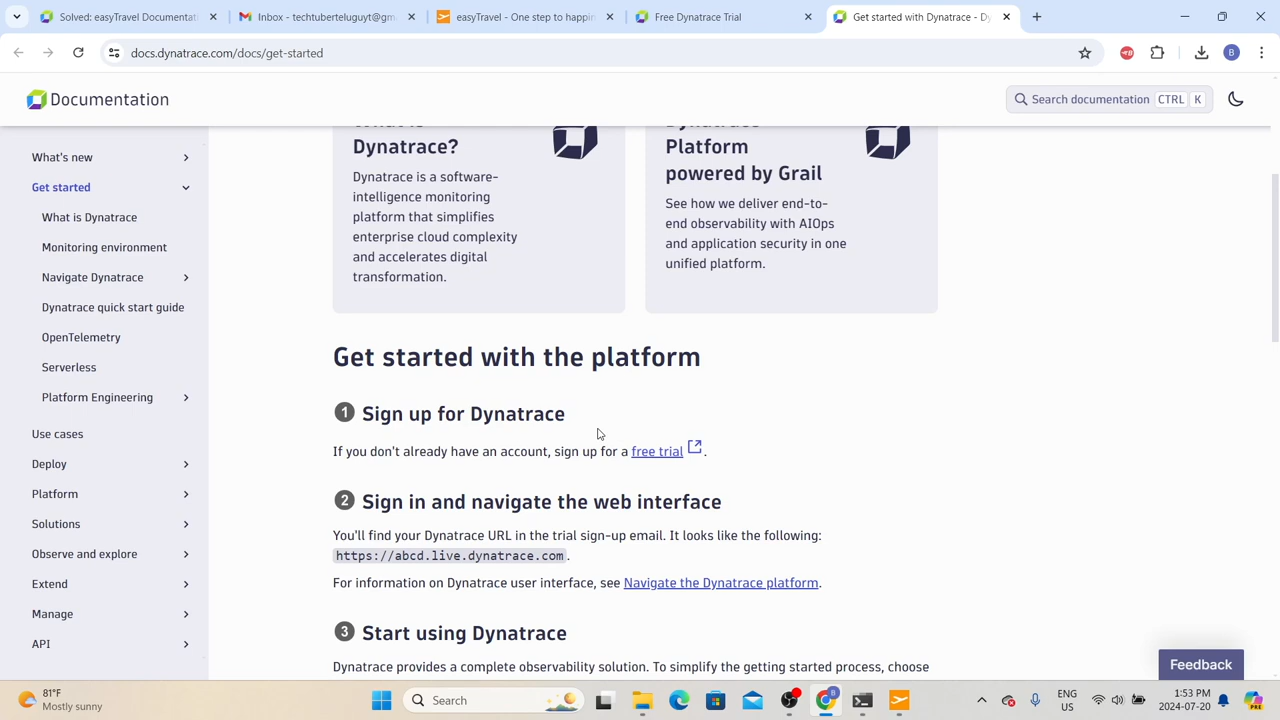 Solved: easyTravel Documentat
Inbox - techtuberteluguyt@gm
easyTravel - One step to happin
Free Dynatrace Trial
Get started with Dynatrace - Dy
docs.dynatrace.com/docs/get-started
B
Documentation
Search documentation CTRL K
What's new
Get started
What is Dynatrace
Monitoring environment
Navigate Dynatrace
Dynatrace quick start guide
OpenTelemetry
Serverless
Platform Engineering
Use cases
Deploy
Platform
Solutions
Observe and explore
Extend
Manage
API
What is
Dynatrace?
Dynatrace is a software-
intelligence monitoring
platform that simplifies
enterprise cloud complexity
and accelerates digital
transformation.
Dynatrace
Platform
powered by Grail
See how we deliver end-to-
end observability with AIOps
and application security in one
unified platform.
Get started with the platform
1 Sign up for Dynatrace
If you don't already have an account, sign up for a free trial.
2 Sign in and navigate the web interface
You'll find your Dynatrace URL in the trial sign-up email. It looks like the following:
https://abcd.live.dynatrace.com.
For information on Dynatrace user interface, see Navigate the Dynatrace platform.
3 Start using Dynatrace
Dynatrace provides a complete observability solution. To simplify the getting started process, choose
Feedback
81°F
Mostly sunny
Search
B
ENG
US
1:53 PM
2024-07-20